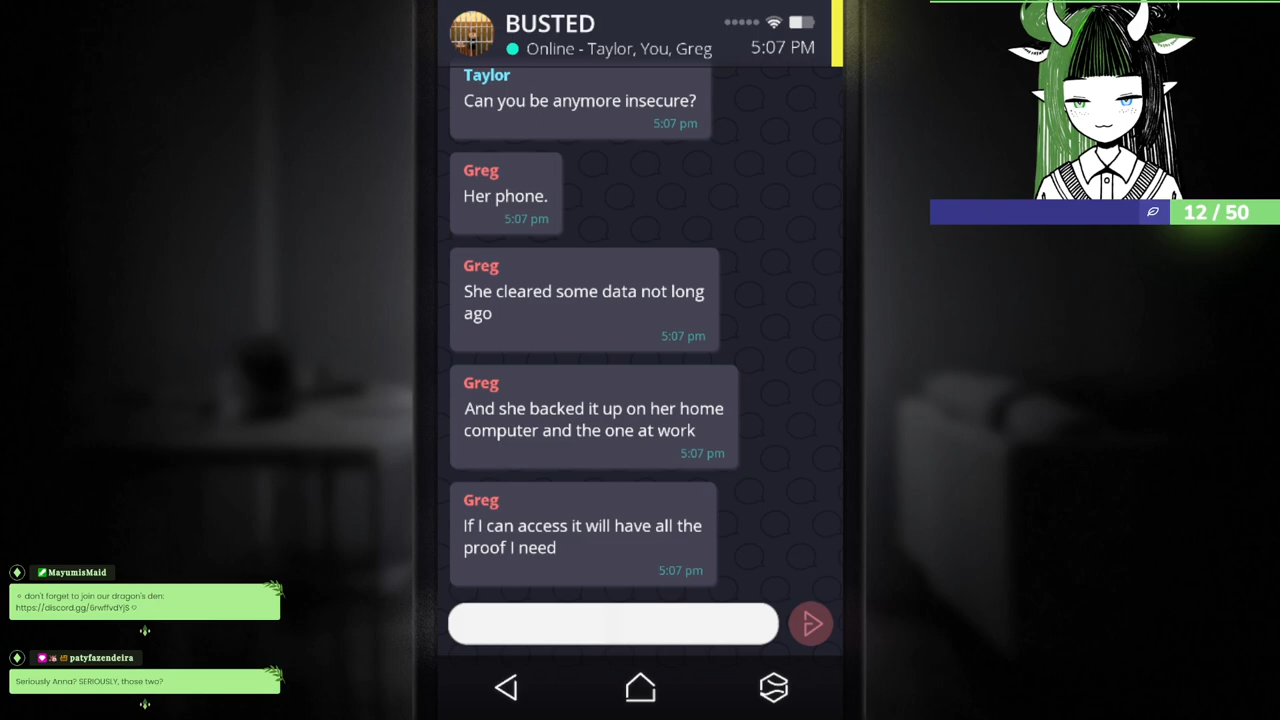 BUSTED
Online - Taylor, You, Greg
5:07 PM
Taylor
Can you be anymore insecure?
5:07 pm
Greg
Her phone.
5:07 pm
Greg
She cleared some data not long
ago
5:07 pm
Greg
And she backed it up on her home
computer and the one at work
5:07 pm
Greg
If I can access it will have all the
proof I need
5:07 pm
12 / 50
MayumisMaid
don't forget to join our dragon's den:
https://discord.gg/6rwffvdYjS
patyfazendeira
Seriously Anna? SERIOUSLY, those two?